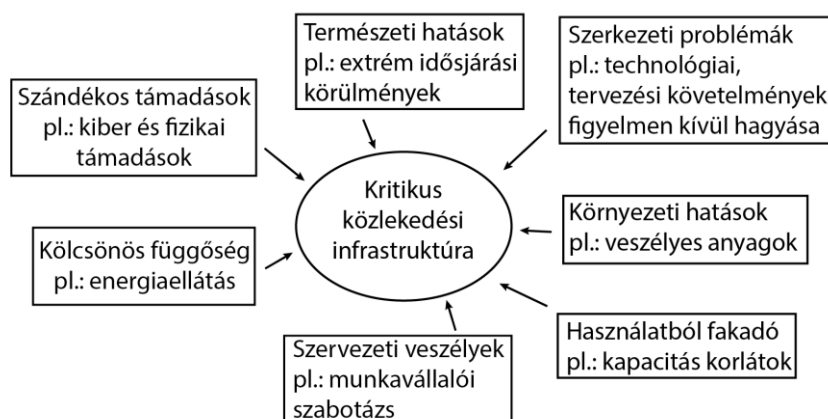 Természeti hatások
pl.: extrém idősjárási
körülmények
Szerkezeti problémák
pl.: technológiai,
tervezési követelmények
figyelmen kívül hagyása
Szándékos támadások
pl.: kiber és fizikai
támadások
Kritikus
közlekedési
infrastruktúra
Környezeti hatások
pl.: veszélyes anyagok
Kölcsönös függőség
pl.: energiaellátás
Használatból fakadó
pl.: kapacitás korlátok
Szervezeti veszélyek
pl.: munkavállalói
szabotázs